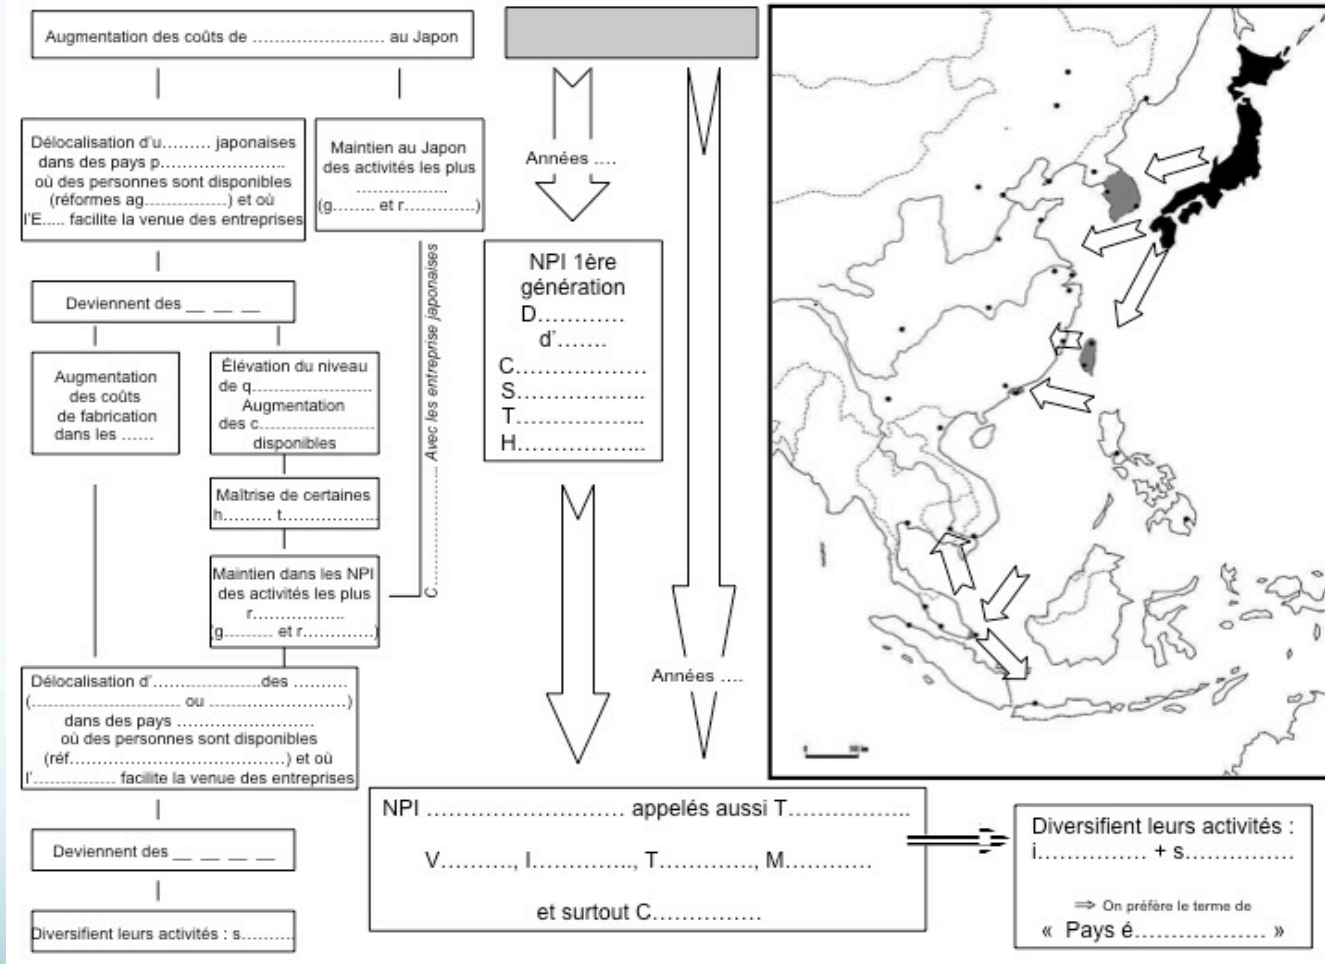 Augmentation des coûts de ........................ au Japon
Délocalisation d'u......... japonaises
dans des pays p.......................
où des personnes sont disponibles
(réformes ag................) et où
l'E..... facilite la venue des entreprises
Maintien au Japon
des activités les plus
.................
(g........ et r.............)
Deviennent des __ __ __
Augmentation
des coûts
de fabrication
dans les ......
Élévation du niveau
de q.......................
Augmentation
des c.......................
disponibles
Maîtrise de certaines
h......... t..................
Maintien dans les NPI
des activités les plus
r.................
(g.......... et r.............)
C............... Avec les entreprise japonaises
Délocalisation d'.....................des ..........
(............................ ou .........................)
dans des pays .........................
où des personnes sont disponibles
(réf.......................................) et où
l'................ facilite la venue des entreprises
Deviennent des __ __ __ __
Diversifient leurs activités : s..........
Années ....
NPI 1ère
génération
D............
d'.......
C..................
S..................
T..................
H..................
Années ....
NPI .......................... appelés aussi T.................
V.........., I............., T............., M............
et surtout C...............
Diversifient leurs activités :
i............... + s...............
⇒ On préfère le terme de
« Pays é.................. »